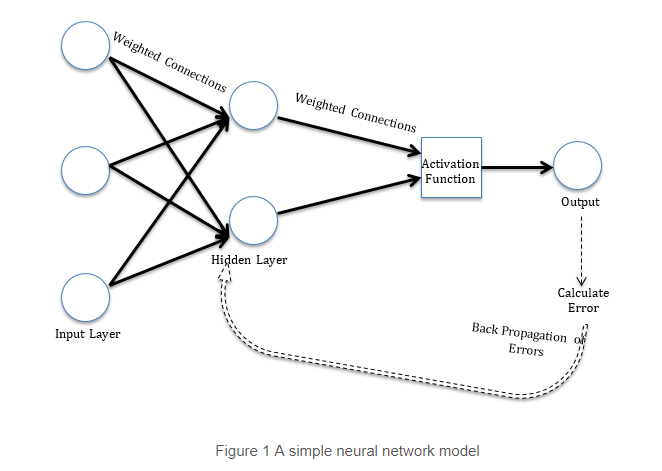 Weighted Connections
Weighted Connections
Activation
Function
Output
Hidden Layer
Calculate
Error
Input Layer
Back Propagation of
Errors
Figure 1 A simple neural network model